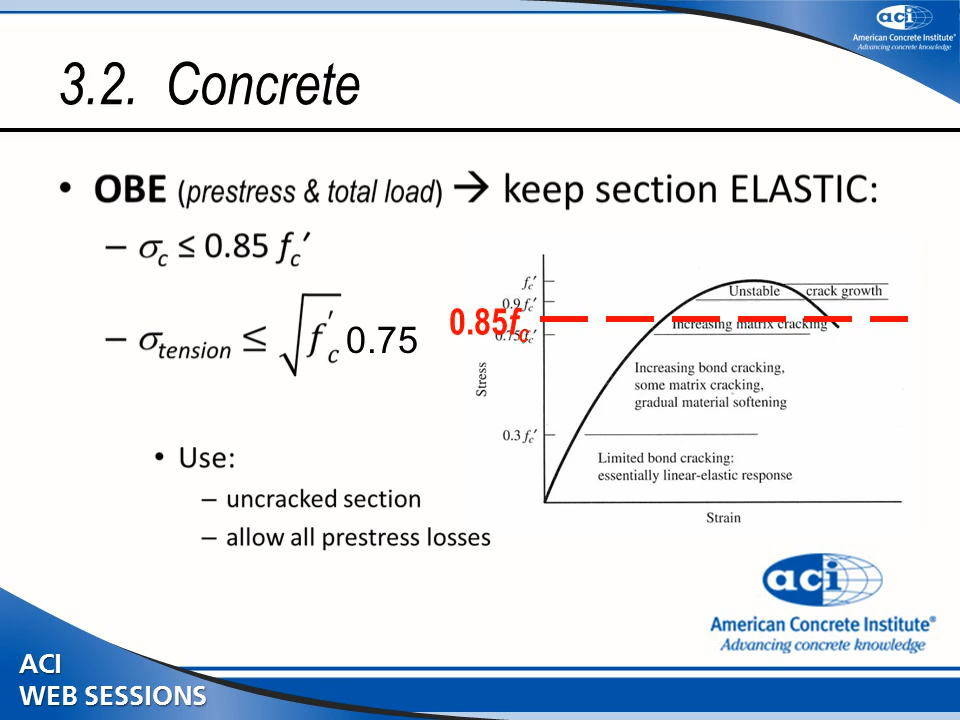 aci
American Concrete Institute®
Advancing concrete knowledge
3.2. Concrete
• OBE (prestress & total load) → keep section ELASTIC:
– σc ≤ 0.85 fc′
– σtension ≤ √f′c 0.75
• Use:
– uncracked section
– allow all prestress losses
fc′
0.9 fc′
0.85fc
0.75fc′
0.3 fc′
Stress
Unstable crack growth
Increasing matrix cracking
Increasing bond cracking,
some matrix cracking,
gradual material softening
Limited bond cracking:
essentially linear-elastic response
Strain
aci
American Concrete Institute®
Advancing concrete knowledge
ACI
WEB SESSIONS